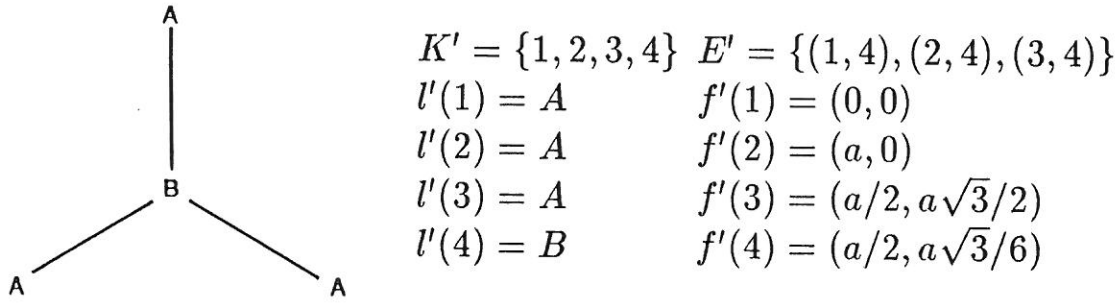 A
B
A
A
K' = {1, 2, 3, 4} E' = {(1, 4), (2, 4), (3, 4)}
l'(1) = A f'(1) = (0, 0)
l'(2) = A f'(2) = (a, 0)
l'(3) = A f'(3) = (a/2, a√3/2)
l'(4) = B f'(4) = (a/2, a√3/6)